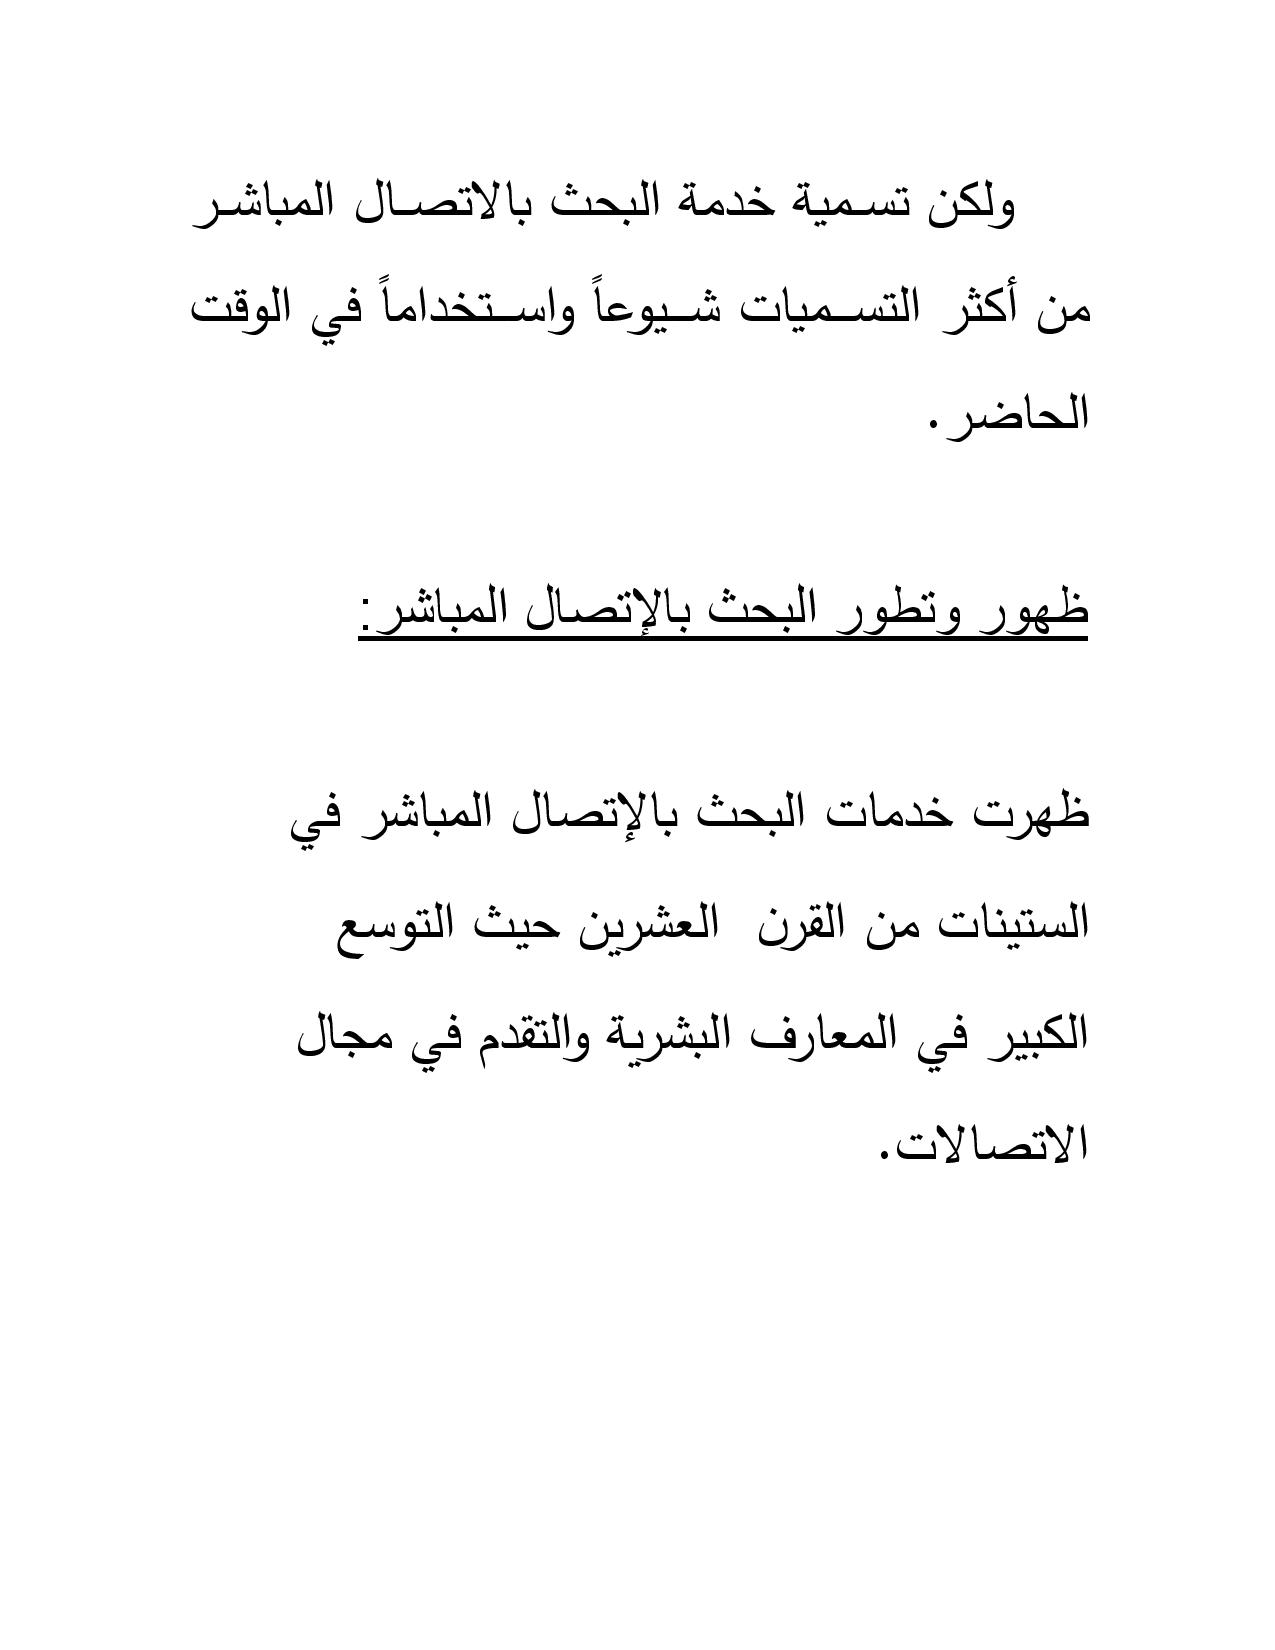 ولكن تسمية خدمة البحث بالاتصال المباشر
من أكثر التسميات شيوعاً واستخداماً في الوقت
الحاضر.
ظهور وتطور البحث بالإتصال المباشر:
ظهرت خدمات البحث بالإتصال المباشر في
الستينات من القرن العشرين حيث التوسع
الكبير في المعارف البشرية والتقدم في مجال
الاتصالات.